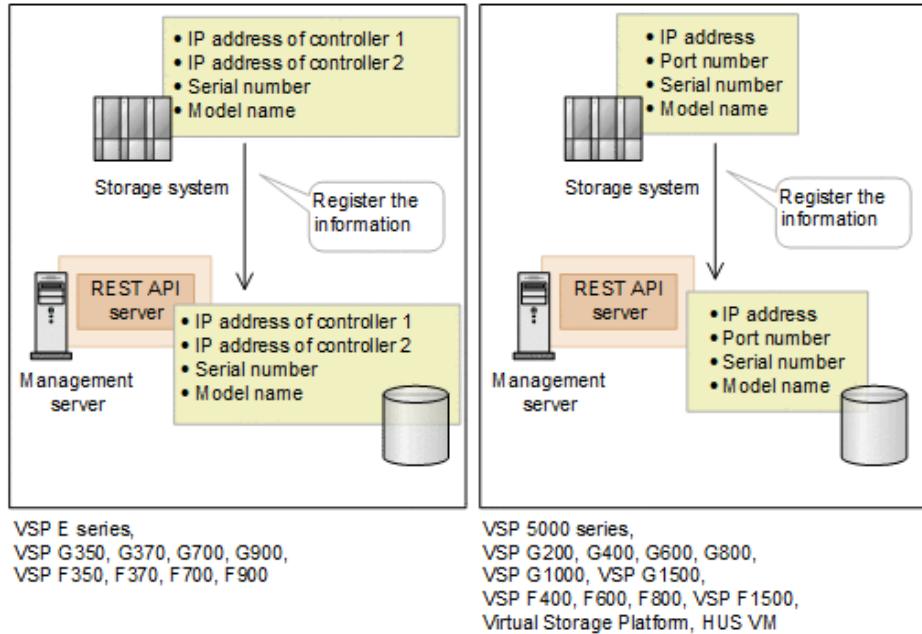 • IP address of controller 1
• IP address of controller 2
• Serial number
• Model name
Storage system
Register the
information
REST API
server
Management
server
• IP address of controller 1
• IP address of controller 2
• Serial number
• Model name
VSP E series,
VSP G350, G370, G700, G900,
VSP F350, F370, F700, F900
• IP address
• Port number
• Serial number
• Model name
Storage system
Register the
information
REST API
server
Management
server
• IP address
• Port number
• Serial number
• Model name
VSP 5000 series,
VSP G200, G400, G600, G800,
VSP G1000, VSP G1500,
VSP F400, F600, F800, VSP F1500,
Virtual Storage Platform, HUS VM